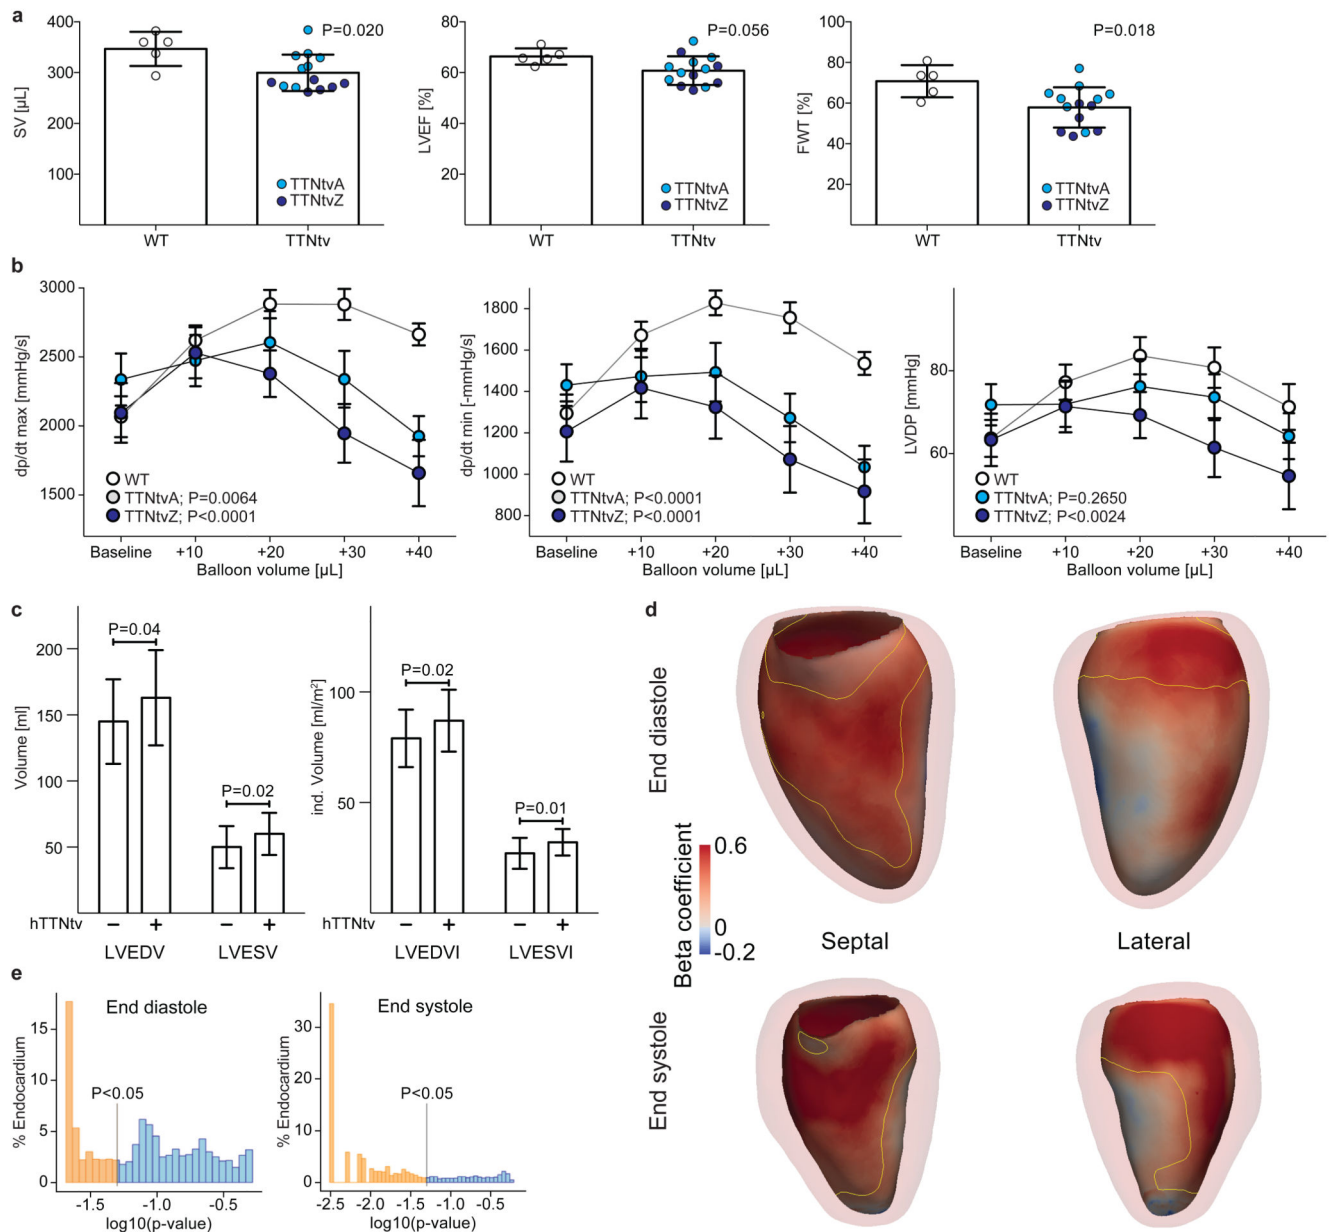 a
400
300
200
100
SV [µL]
P=0.020
TTNtvA
TTNtvZ
WT
TTNtv
80
60
40
20
LVEF [%]
P=0.056
TTNtvA
TTNtvZ
WT
TTNtv
100
80
60
40
20
FWT [%]
P=0.018
TTNtvA
TTNtvZ
WT
TTNtv
b
3000
2500
2000
1500
dp/dt max [mmHg/s]
WT
TTNtvA; P=0.0064
TTNtvZ; P<0.0001
Baseline +10 +20 +30 +40
Balloon volume [µL]
1800
1600
1400
1200
1000
800
dp/dt min [-mmHg/s]
WT
TTNtvA; P<0.0001
TTNtvZ; P<0.0001
Baseline +10 +20 +30 +40
Balloon volume [µL]
80
60
LVDP [mmHg]
WT
TTNtvA; P=0.2650
TTNtvZ; P<0.0024
Baseline +10 +20 +30 +40
Balloon volume [µL]
c
200
150
100
50
Volume [ml]
P=0.04
P=0.02
hTTNtv − + − +
LVEDV LVESV
100
50
ind. Volume [ml/m²]
P=0.02
P=0.01
hTTNtv − + − +
LVEDVI LVESVI
d
End diastole
Beta coefficient
0.6
0
-0.2
Septal
Lateral
End systole
e
End diastole
15
10
5
0
% Endocardium
P<0.05
-1.5 -1.0 -0.5
log10(p-value)
End systole
30
20
10
0
% Endocardium
P<0.05
-2.5 -2.0 -1.5 -1.0 -0.5
log10(p-value)